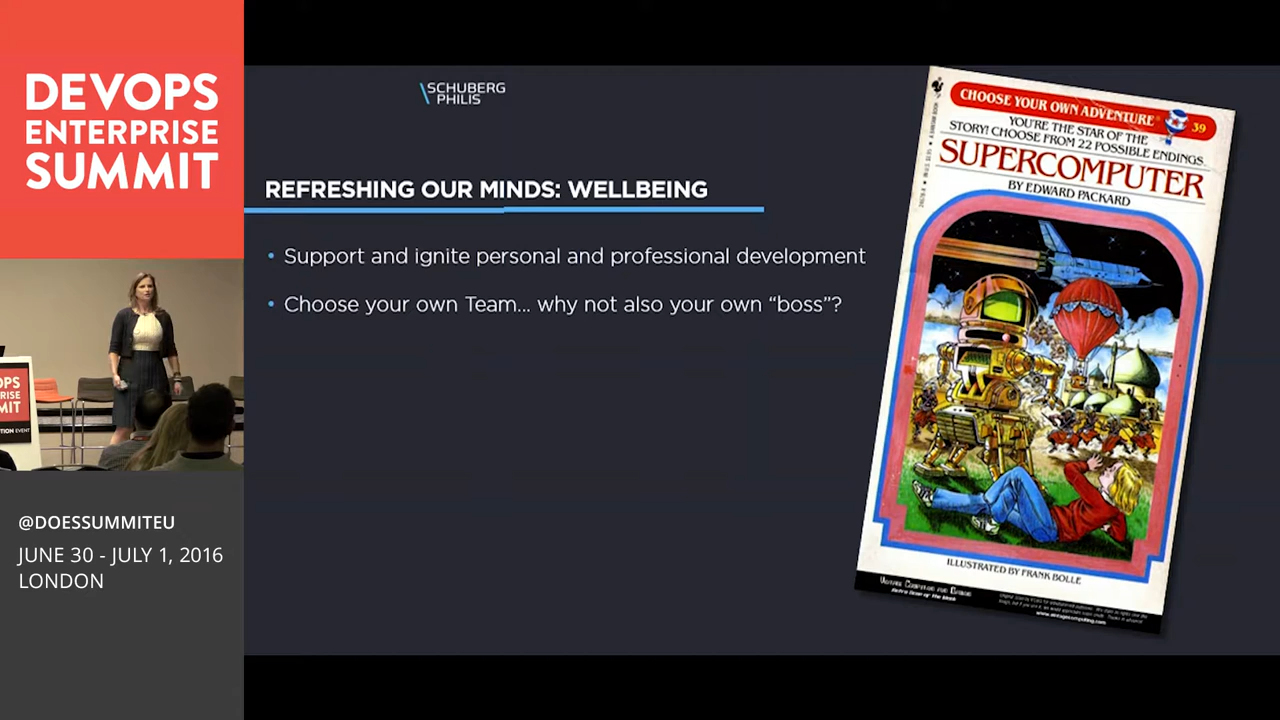 DEVOPS
ENTERPRISE
SUMMIT
@DOESSUMMITEU
JUNE 30 - JULY 1, 2016
LONDON
SCHUBERG
PHILIS
REFRESHING OUR MINDS: WELLBEING
• Support and ignite personal and professional development
• Choose your own Team... why not also your own “boss”?
CHOOSE YOUR OWN ADVENTURE® 39
YOU'RE THE STAR OF THE
STORY! CHOOSE FROM 22 POSSIBLE ENDINGS.
SUPERCOMPUTER
BY EDWARD PACKARD
ILLUSTRATED BY FRANK BOLLE
www.vintagecomputing.com